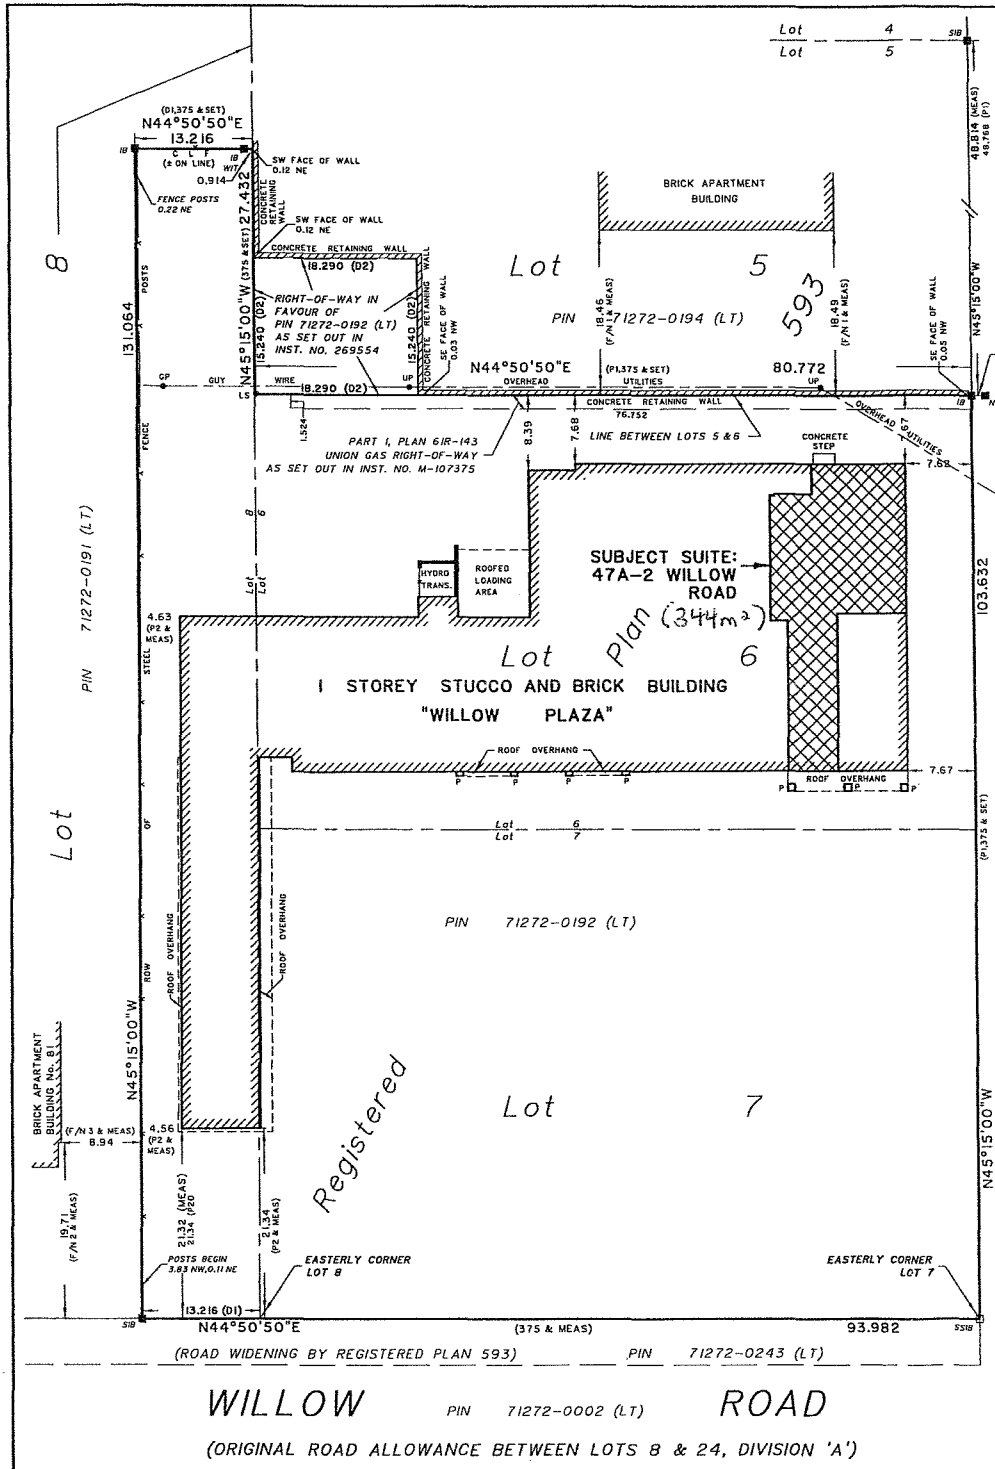 Lot 4
Lot 5
SIB
48.814 (MEAS)
48.768 (P1)
(D1,375 & SET)
N44°50'50"E
13.216
IB
C L F
(± ON LINE)
IB
WIT
0.914
SW FACE OF WALL
0.12 NE
FENCE POSTS
0.22 NE
CONCRETE
RETAINING
WALL
SW FACE OF WALL
0.12 NE
N45°15'00"W (375 & SET) 27.432
CONCRETE RETAINING WALL
18.290 (D2)
BRICK APARTMENT
BUILDING
8
Lot 5
593
PIN 71272-0194 (LT)
18.46
(F/N 1 & MEAS)
18.49
(F/N 1 & MEAS)
N45°15'00"W
SE FACE OF WALL
0.05 NW
RIGHT-OF-WAY IN
FAVOUR OF
PIN 71272-0192 (LT)
AS SET OUT IN
INST. NO. 269554
15.240 (D2)
15.240 (D2)
CONCRETE RETAINING WALL
SE FACE OF WALL
0.03 NW
131.064
POSTS
N44°50'50"E
(P1,375 & SET)
80.772
GP
GUY
WIRE
18.290 (D2)
UP
OVERHEAD
UTILITIES
UP
LS
CONCRETE RETAINING WALL
76.752
IB
N
1.524
PART 1, PLAN 61R-143
UNION GAS RIGHT-OF-WAY
AS SET OUT IN INST. NO. M-107375
8.39
7.68
LINE BETWEEN LOTS 5 & 6
CONCRETE
STEP
OVERHEAD UTILITIES
7.67
7.62
FENCE
PIN 71272-0191 (LT)
Lot 8
Lot 6
HYDRO
TRANS.
ROOFED
LOADING
AREA
SUBJECT SUITE:
47A-2 WILLOW
ROAD
(344m²)
Plan
103.632
4.63
(P2 &
MEAS)
STEEL
Lot 6
1 STOREY STUCCO AND BRICK BUILDING
"WILLOW PLAZA"
ROOF OVERHANG
P P P P
ROOF OVERHANG
P P P
7.67
(P1,375 & SET)
Lot
OF
Lot 6
Lot 7
PIN 71272-0192 (LT)
ROOF OVERHANG
ROOF OVERHANG
ROW
N45°15'00"W
BRICK APARTMENT
BUILDING No. 81
Registered
Lot 7
N45°15'00"W
(F/N 3 & MEAS)
8.94
4.56
(P2 &
MEAS)
19.71
(F/N 2 & MEAS)
21.32 (MEAS)
21.34 (P20
21.34
(P2 & MEAS)
POSTS BEGIN
3.83 NW,0.11 NE
EASTERLY CORNER
LOT 8
EASTERLY CORNER
LOT 7
13.216 (D1)
SIB
N44°50'50"E
(375 & MEAS)
93.982
SSIB
(ROAD WIDENING BY REGISTERED PLAN 593) PIN 71272-0243 (LT)
WILLOW PIN 71272-0002 (LT) ROAD
(ORIGINAL ROAD ALLOWANCE BETWEEN LOTS 8 & 24, DIVISION 'A')